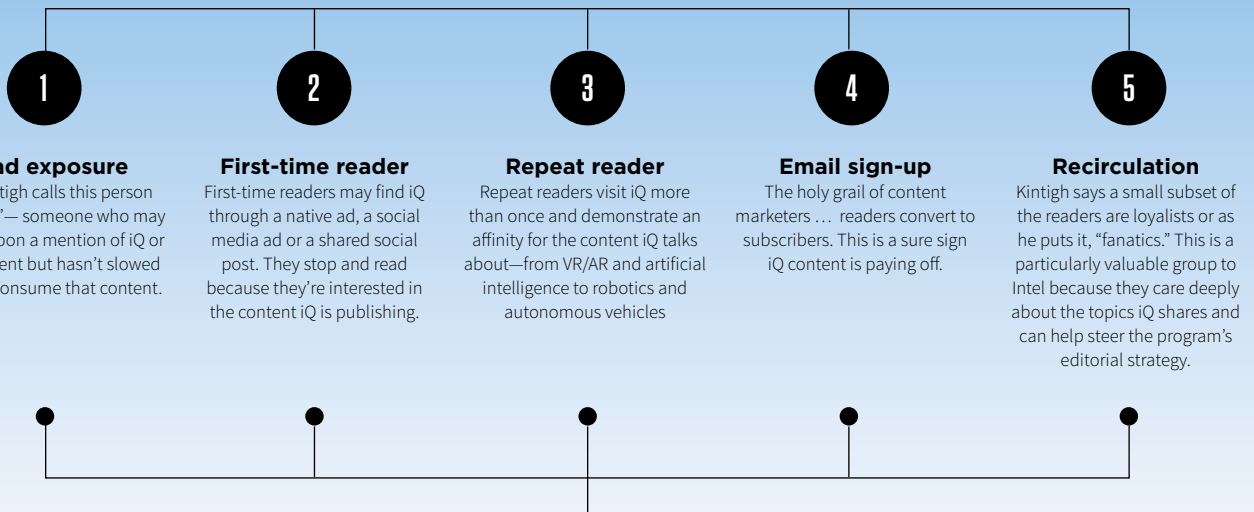 1
exposure
calls this person
— someone who may
a mention of iQ or
but hasn’t slowed
consume that content.
2
First-time reader
First-time readers may find iQ
through a native ad, a social
media ad or a shared social
post. They stop and read
because they’re interested in
the content iQ is publishing.
3
Repeat reader
Repeat readers visit iQ more
than once and demonstrate an
affinity for the content iQ talks
about—from VR/AR and artificial
intelligence to robotics and
autonomous vehicles
4
Email sign-up
The holy grail of content
marketers … readers convert to
subscribers. This is a sure sign
iQ content is paying off.
5
Recirculation
Kintigh says a small subset of
the readers are loyalists or as
he puts it, “fanatics.” This is a
particularly valuable group to
Intel because they care deeply
about the topics iQ shares and
can help steer the program’s
editorial strategy.